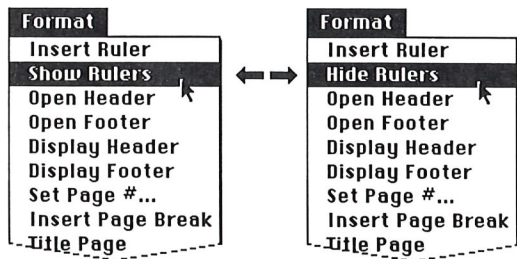 Format
Insert Ruler
Show Rulers
Open Header
Open Footer
Display Header
Display Footer
Set Page #...
Insert Page Break
Title Page
Format
Insert Ruler
Hide Rulers
Open Header
Open Footer
Display Header
Display Footer
Set Page #...
Insert Page Break
Title Page